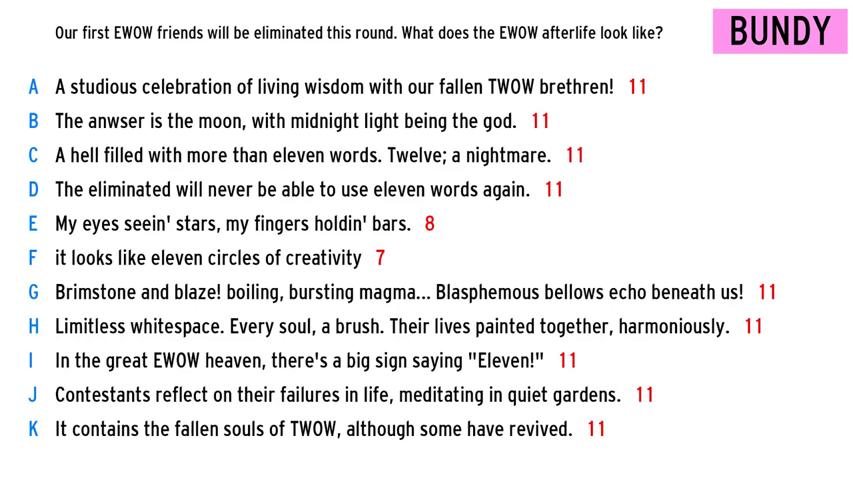 Our first EWOW friends will be eliminated this round. What does the EWOW afterlife look like?
BUNDY
A A studious celebration of living wisdom with our fallen TWOW brethren! 11
B The anwser is the moon, with midnight light being the god. 11
C A hell filled with more than eleven words. Twelve; a nightmare. 11
D The eliminated will never be able to use eleven words again. 11
E My eyes seein' stars, my fingers holdin' bars. 8
F it looks like eleven circles of creativity 7
G Brimstone and blaze! boiling, bursting magma... Blasphemous bellows echo beneath us! 11
H Limitless whitespace. Every soul, a brush. Their lives painted together, harmoniously. 11
I In the great EWOW heaven, there's a big sign saying "Eleven!" 11
J Contestants reflect on their failures in life, meditating in quiet gardens. 11
K It contains the fallen souls of TWOW, although some have revived. 11